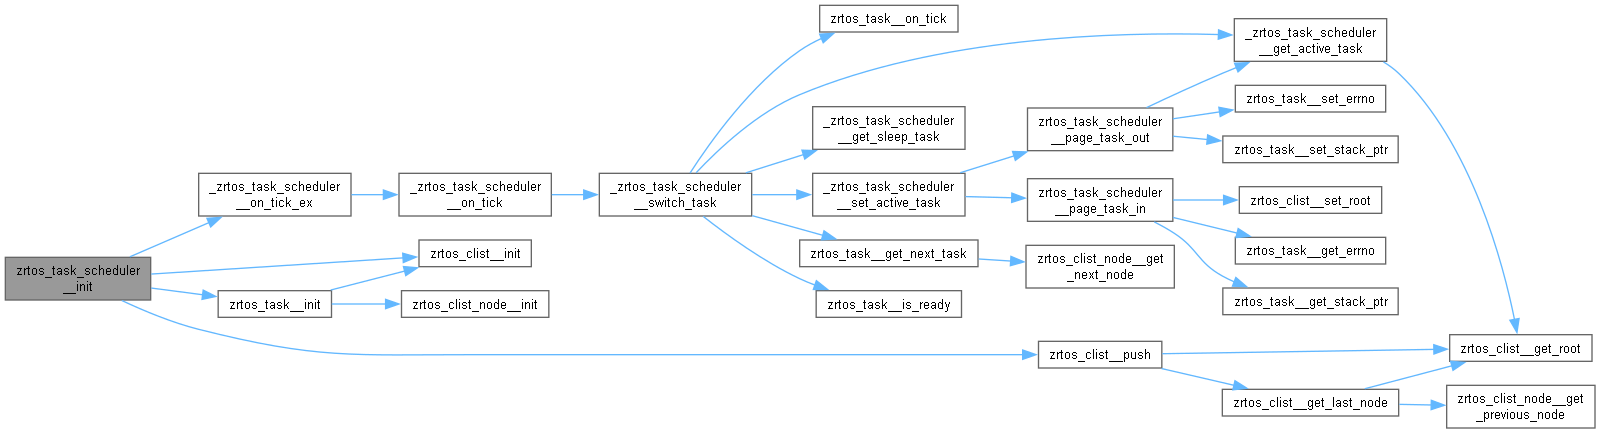 zrtos_task_scheduler
__init
_zrtos_task_scheduler
__on_tick_ex
_zrtos_task_scheduler
__on_tick
zrtos_clist__init
zrtos_task__init
zrtos_clist_node__init
_zrtos_task_scheduler
__switch_task
zrtos_task__on_tick
_zrtos_task_scheduler
__get_sleep_task
_zrtos_task_scheduler
__set_active_task
zrtos_task__get_next_task
zrtos_task__is_ready
zrtos_task_scheduler
__page_task_out
zrtos_task_scheduler
__page_task_in
zrtos_clist_node__get
_next_node
zrtos_clist__push
_zrtos_task_scheduler
__get_active_task
zrtos_task__set_errno
zrtos_task__set_stack_ptr
zrtos_clist__set_root
zrtos_task__get_errno
zrtos_task__get_stack_ptr
zrtos_clist__get_last_node
zrtos_clist__get_root
zrtos_clist_node__get
_previous_node